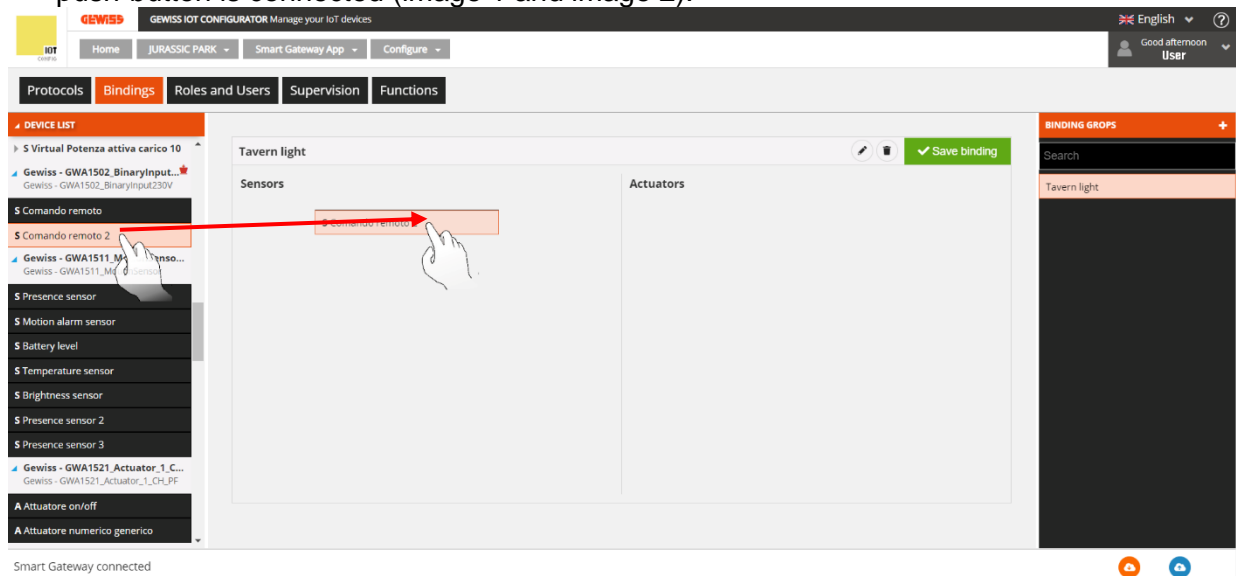 push-button is connected (image 1 and image 2).
GEWISS GEWISS IOT CONFIGURATOR Manage your IoT devices English
IOT
Home JURASSIC PARK Smart Gateway App Configure Good afternoon
User
Protocols Bindings Roles and Users Supervision Functions
DEVICE LIST
S Virtual Potenza attiva carico 10
Gewiss - GWA1502_BinaryInput...
Gewiss - GWA1502_BinaryInput230V
S Comando remoto
S Comando remoto 2
Gewiss - GWA1511_
Gewiss - GWA1511_
S Presence sensor
S Motion alarm sensor
S Battery level
S Temperature sensor
S Brightness sensor
S Presence sensor 2
S Presence sensor 3
Gewiss - GWA1521_Actuator_1_C...
Gewiss - GWA1521_Actuator_1_CH_PF
A Attuatore on/off
A Attuatore numerico generico
Tavern light Save binding
Sensors Actuators
S Comando remoto
BINDING GROPS +
Search
Tavern light
Smart Gateway connected